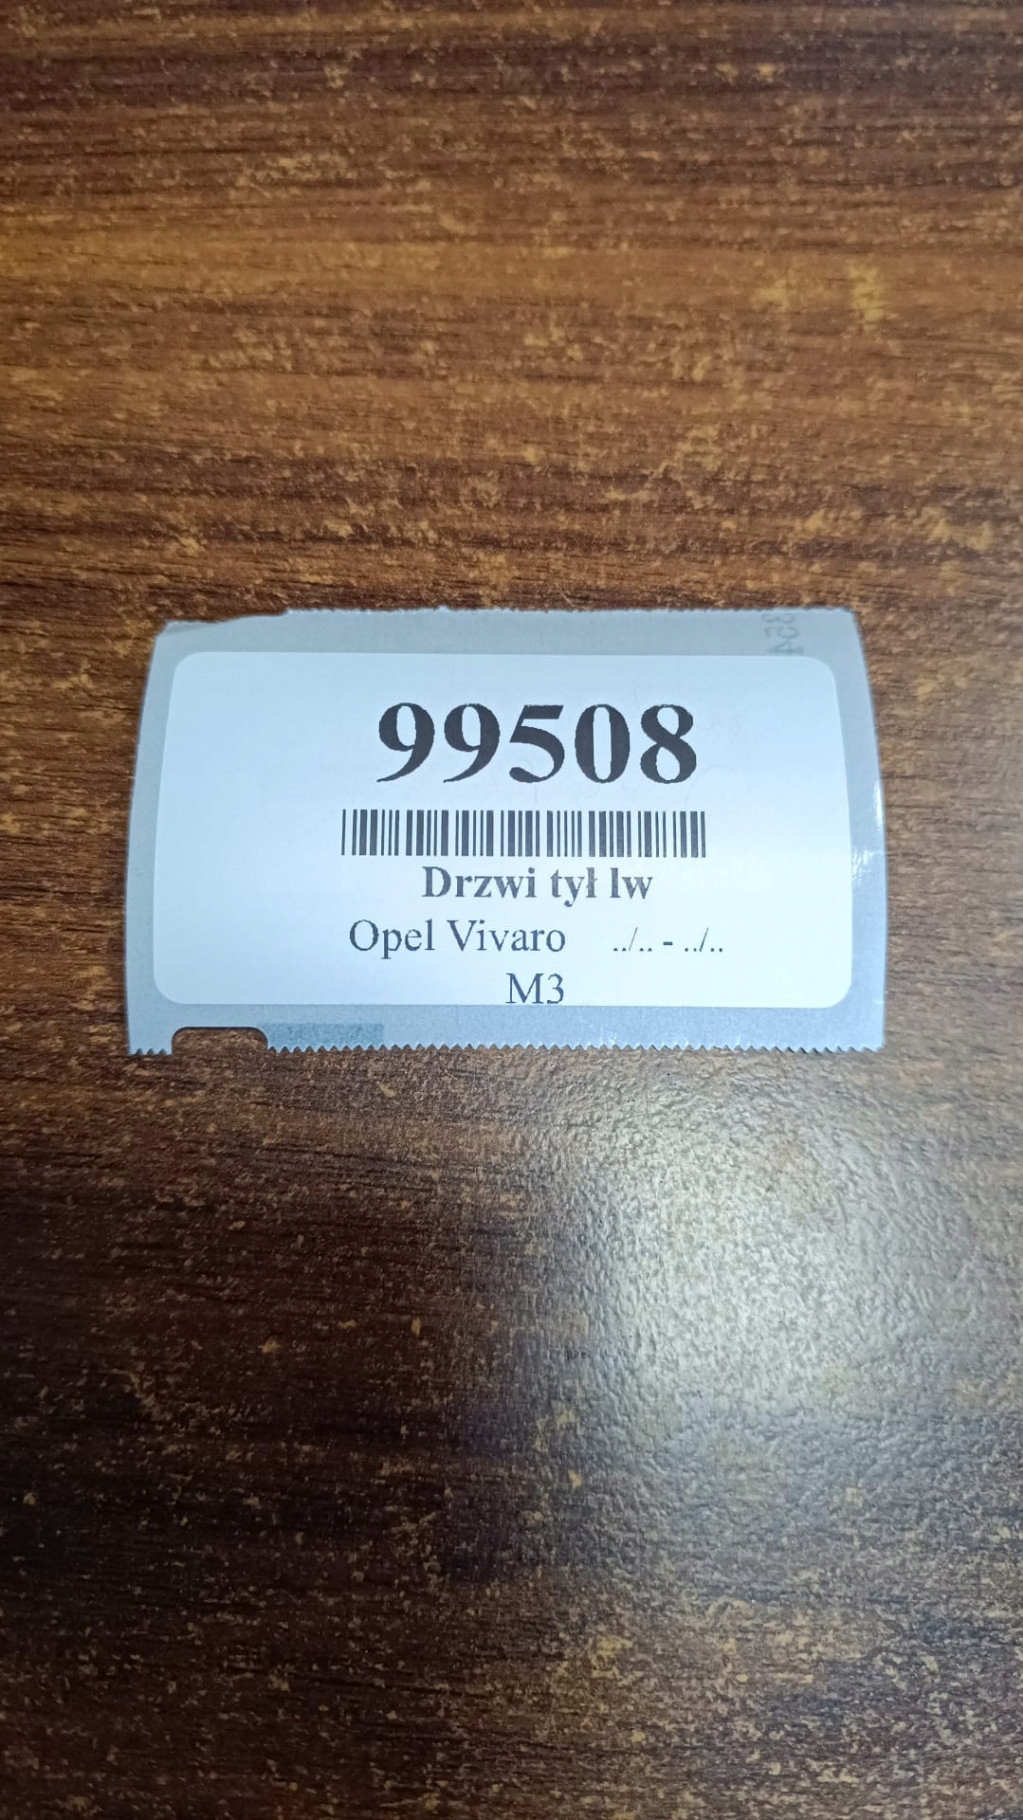 99508
Drzwi tył lw
Opel Vivaro ../.. - ../..
M3